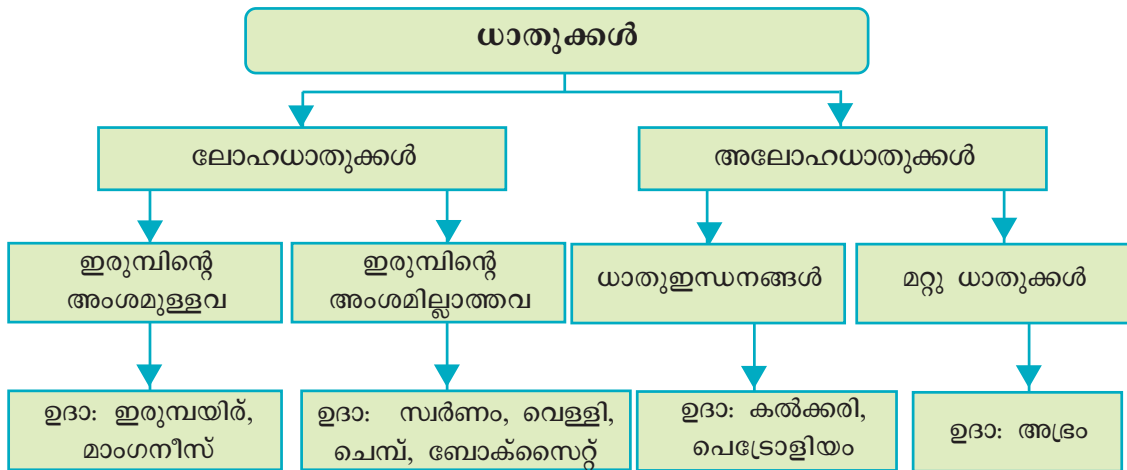 ധാതുക്കൾ
ലോഹധാതുക്കൾ
അലോഹധാതുക്കൾ
ഇരുമ്പിന്റെ
അംശമുള്ളവ
ഇരുമ്പിന്റെ
അംശമില്ലാത്തവ
ധാതുഇന്ധനങ്ങൾ
മറ്റു ധാതുക്കൾ
ഉദാ: ഇരുമ്പയിര്,
മാംഗനീസ്
ഉദാ: സ്വർണം, വെള്ളി,
ചെമ്പ്, ബോക്സൈറ്റ്
ഉദാ: കൽക്കരി,
പെട്രോളിയം
ഉദാ: അഭ്രം